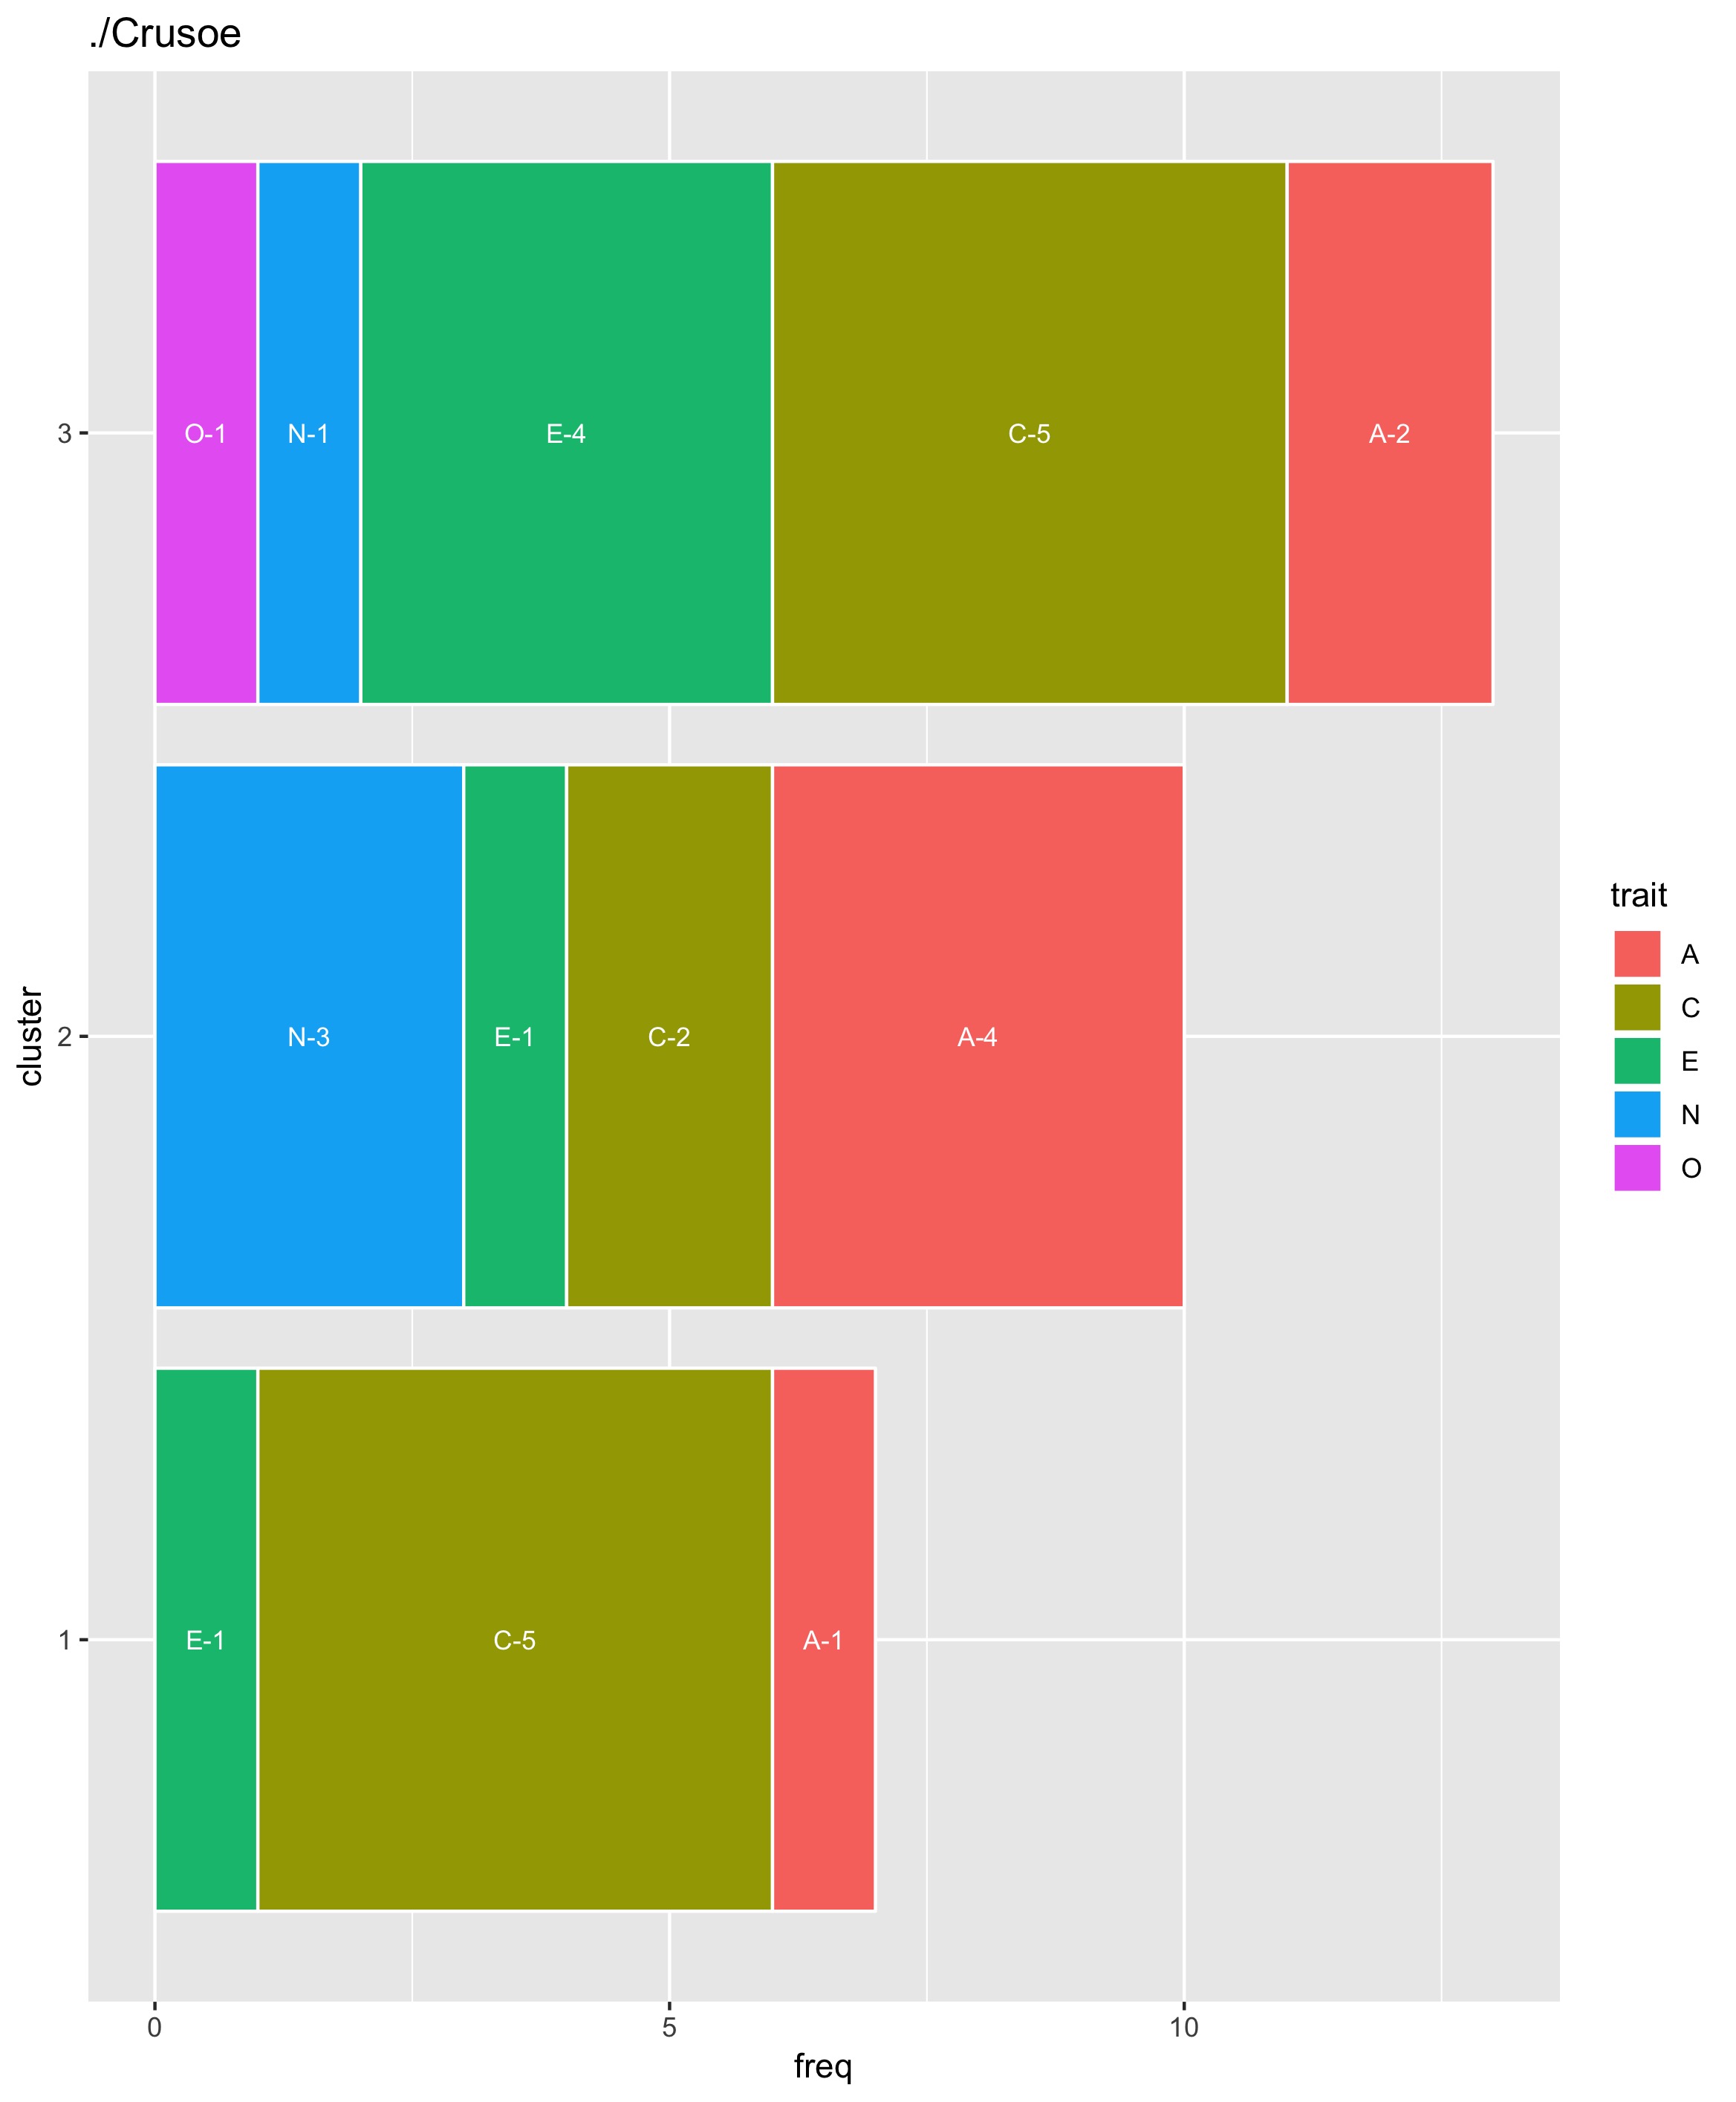 ./Crusoe
3
O-1 N-1 E-4 C-5 A-2
cluster
2
N-3 E-1 C-2 A-4
1
E-1 C-5 A-1
0 5 10
freq
trait
A
C
E
N
O